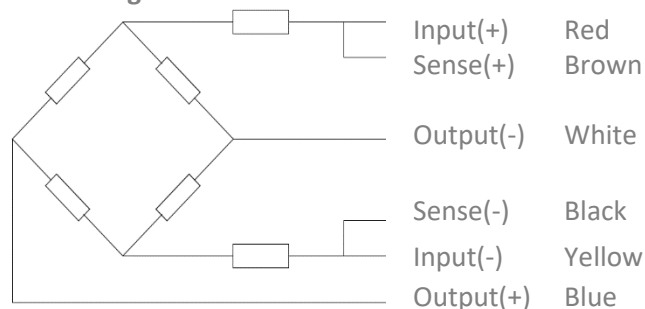 Input(+) Red
Sense(+) Brown
Output(-) White
Sense(-) Black
Input(-) Yellow
Output(+) Blue